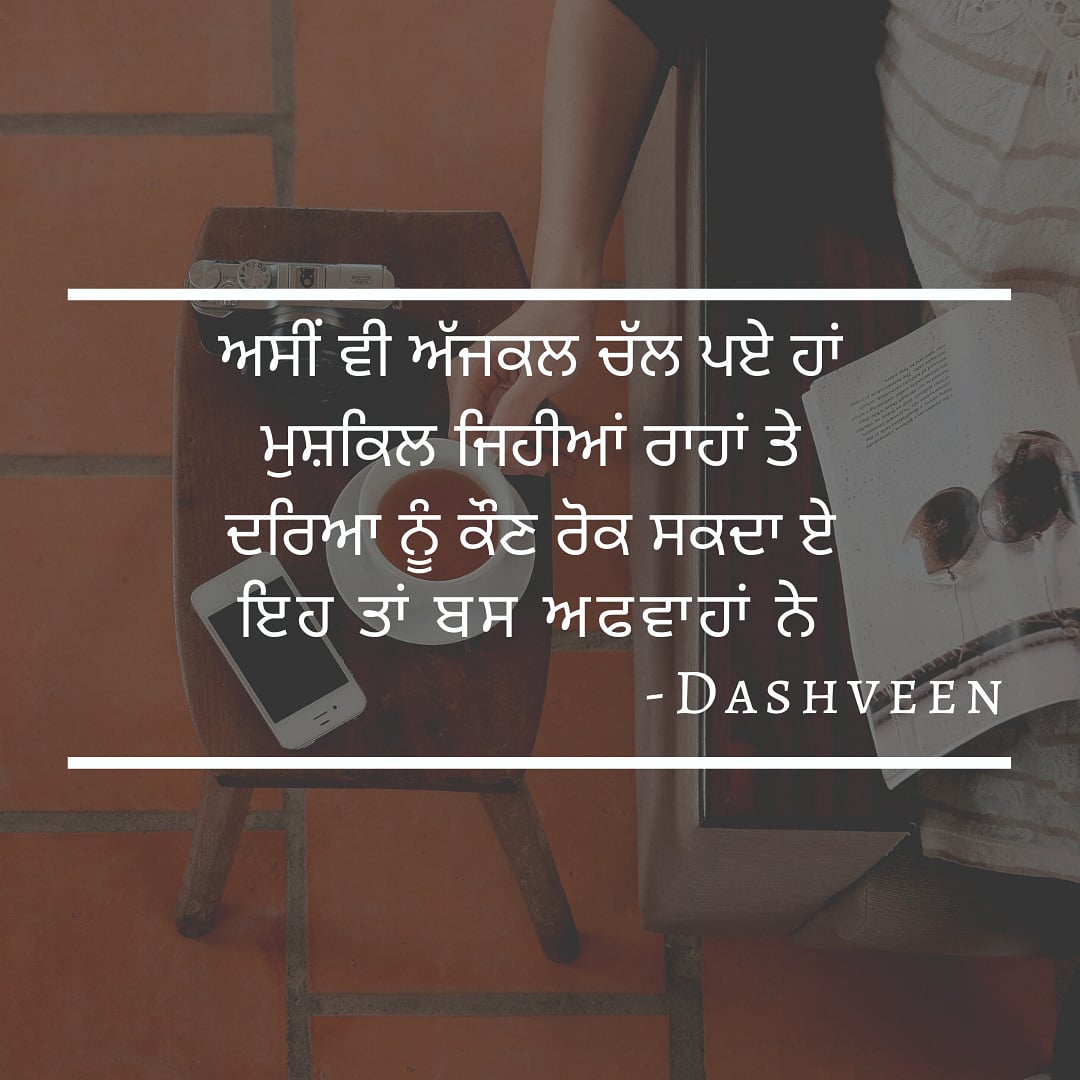 ਅਸੀਂ ਵੀ ਅੱਜਕਲ ਚੱਲ ਪਏ ਹਾਂ
ਮੁਸ਼ਕਿਲ ਜਿਹੀਆਂ ਰਾਹਾਂ ਤੇ
ਦਰਿਆ ਨੂੰ ਕੌਣ ਰੋਕ ਸਕਦਾ ਏ
ਇਹ ਤਾਂ ਬਸ ਅਫਵਾਹਾਂ ਨੇ
-DASHVEEN